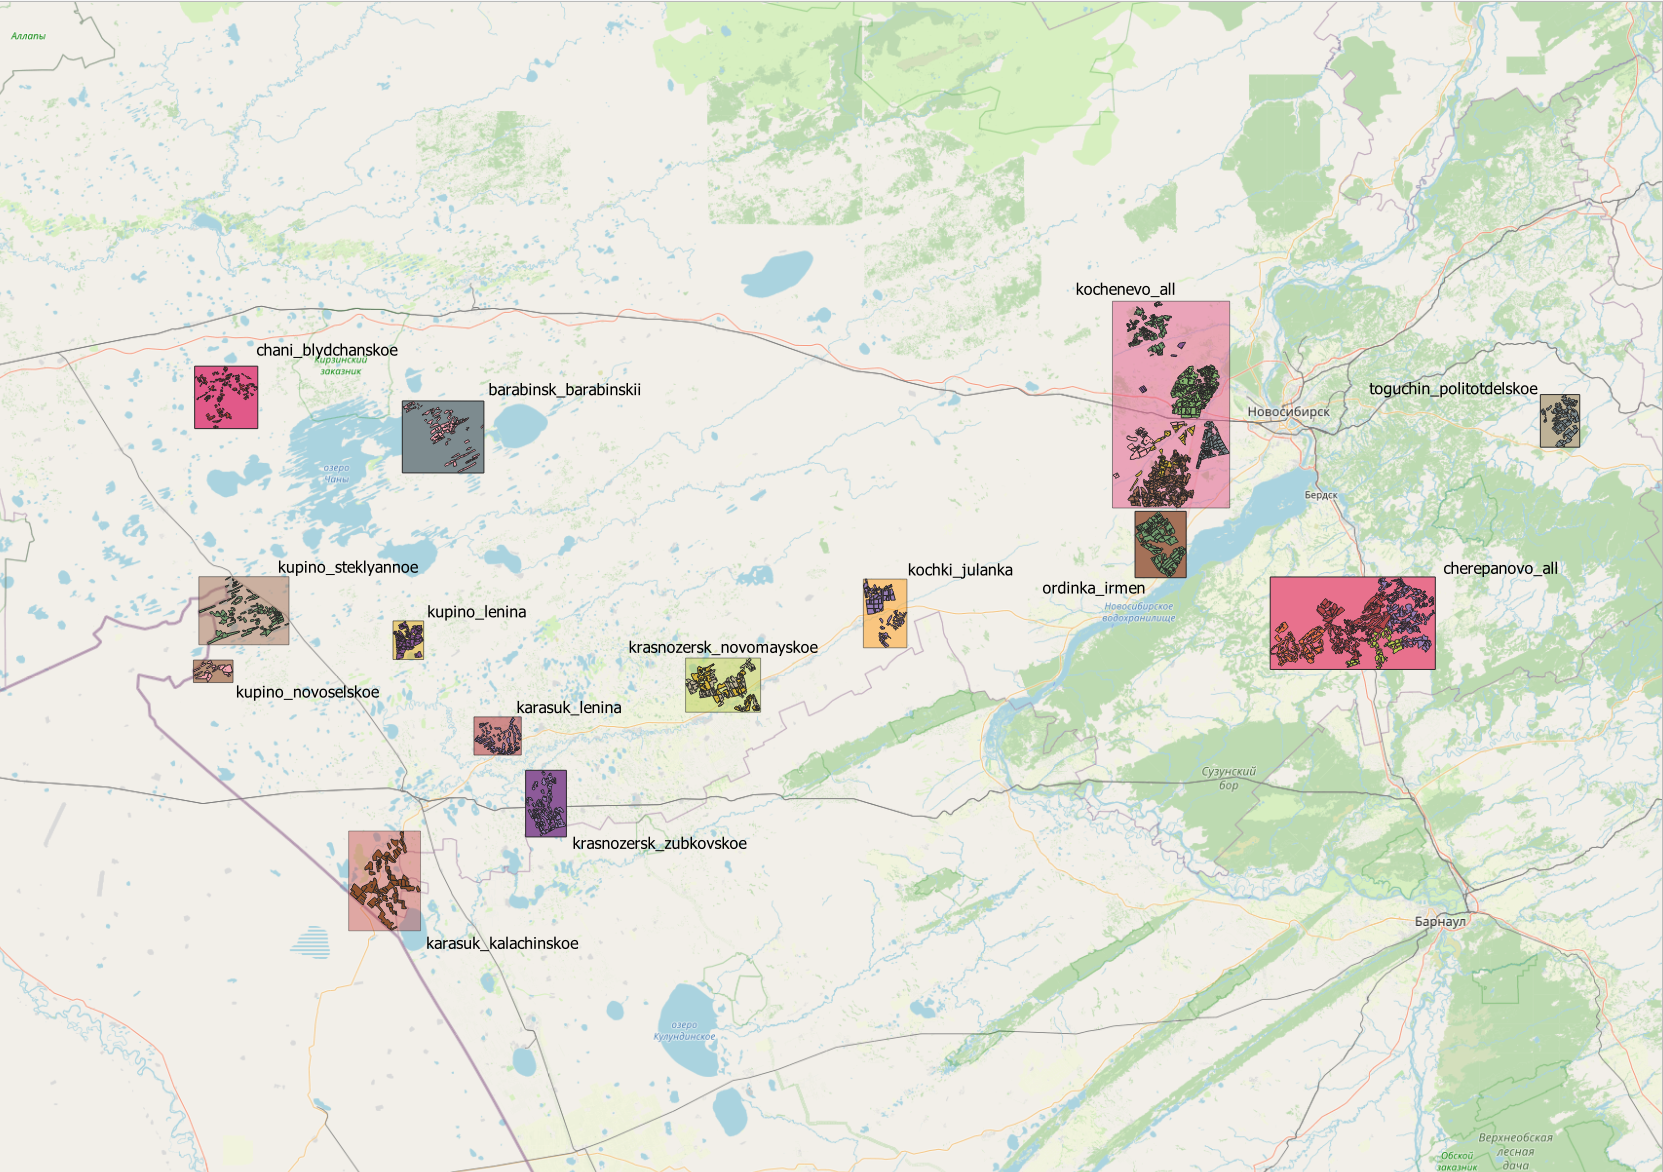 Аллапы
kochenevo_all
chani_blydchanskoe
Кирзинский
заказник
barabinsk_barabinskii
toguchin_politotdelskoe
Новосибирск
озеро
Чаны
Бердск
kupino_steklyannoe
kochki_julanka
cherepanovo_all
ordinka_irmen
Новосибирское
водохранилище
kupino_lenina
krasnozersk_novomayskoe
kupino_novoselskoe
karasuk_lenina
Сузунский
бор
krasnozersk_zubkovskoe
Барнаул
karasuk_kalachinskoe
озеро
Кулундинское
Верхнеобская
лесная
дача
Обской
заказник